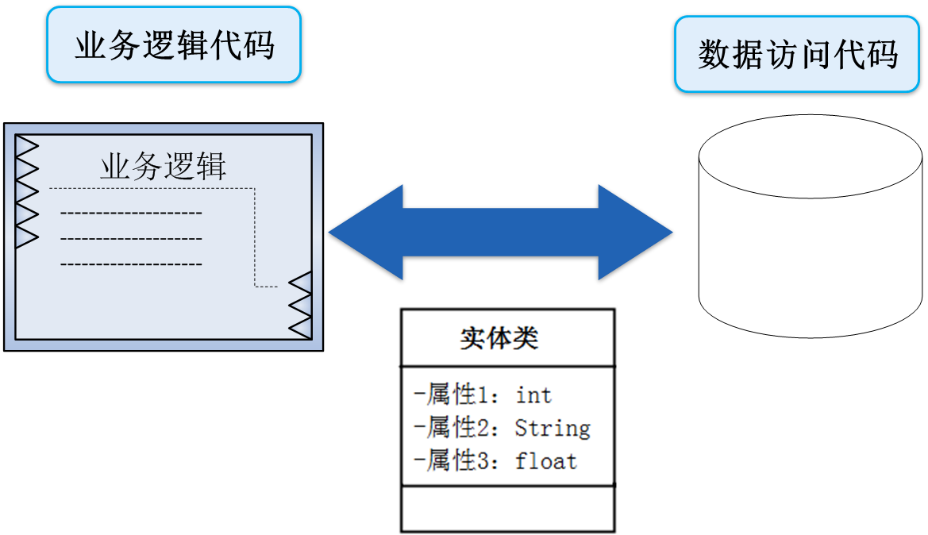 业务逻辑代码
数据访问代码
业务逻辑
实体类
-属性1：int
-属性2：String
-属性3：float